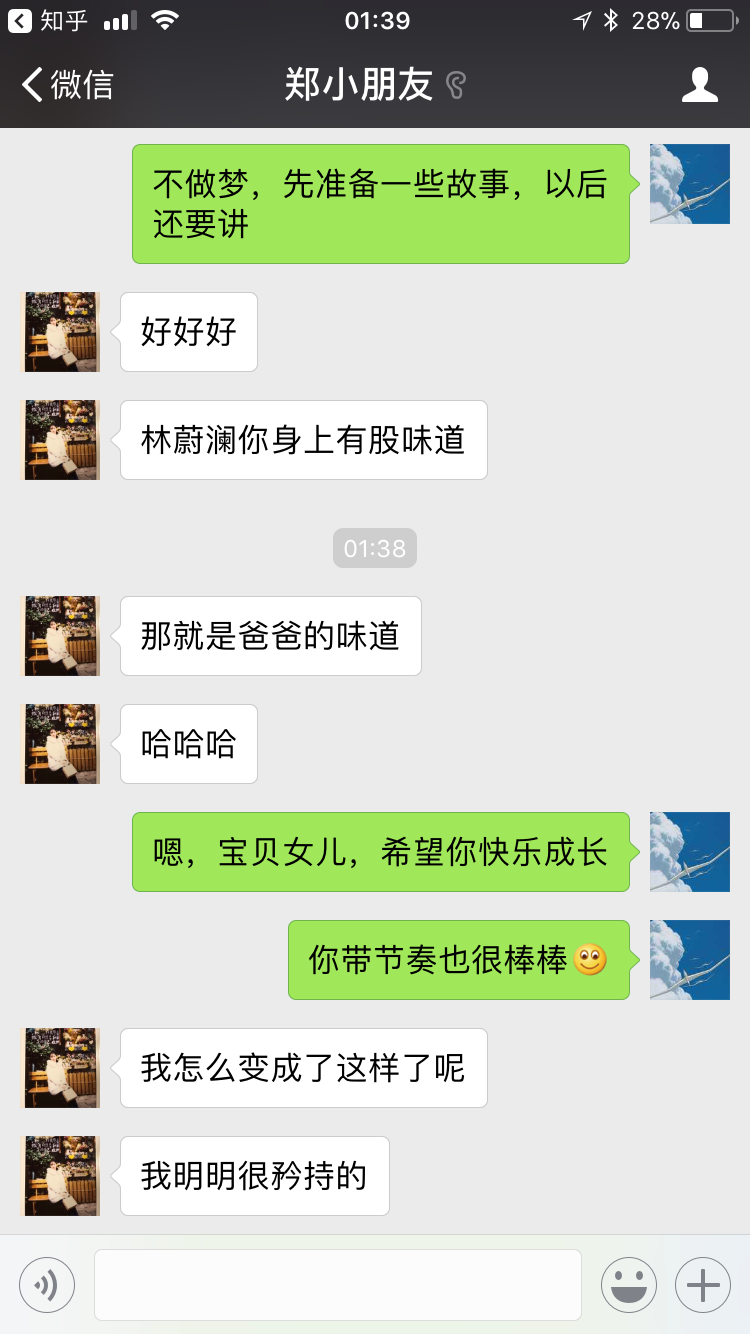 知乎
01:39
28%
微信
郑小朋友
不做梦，先准备一些故事，以后
还要讲
好好好
林蔚澜你身上有股味道
01:38
那就是爸爸的味道
哈哈哈
嗯，宝贝女儿，希望你快乐成长
你带节奏也很棒棒
我怎么变成了这样了呢
我明明很矜持的